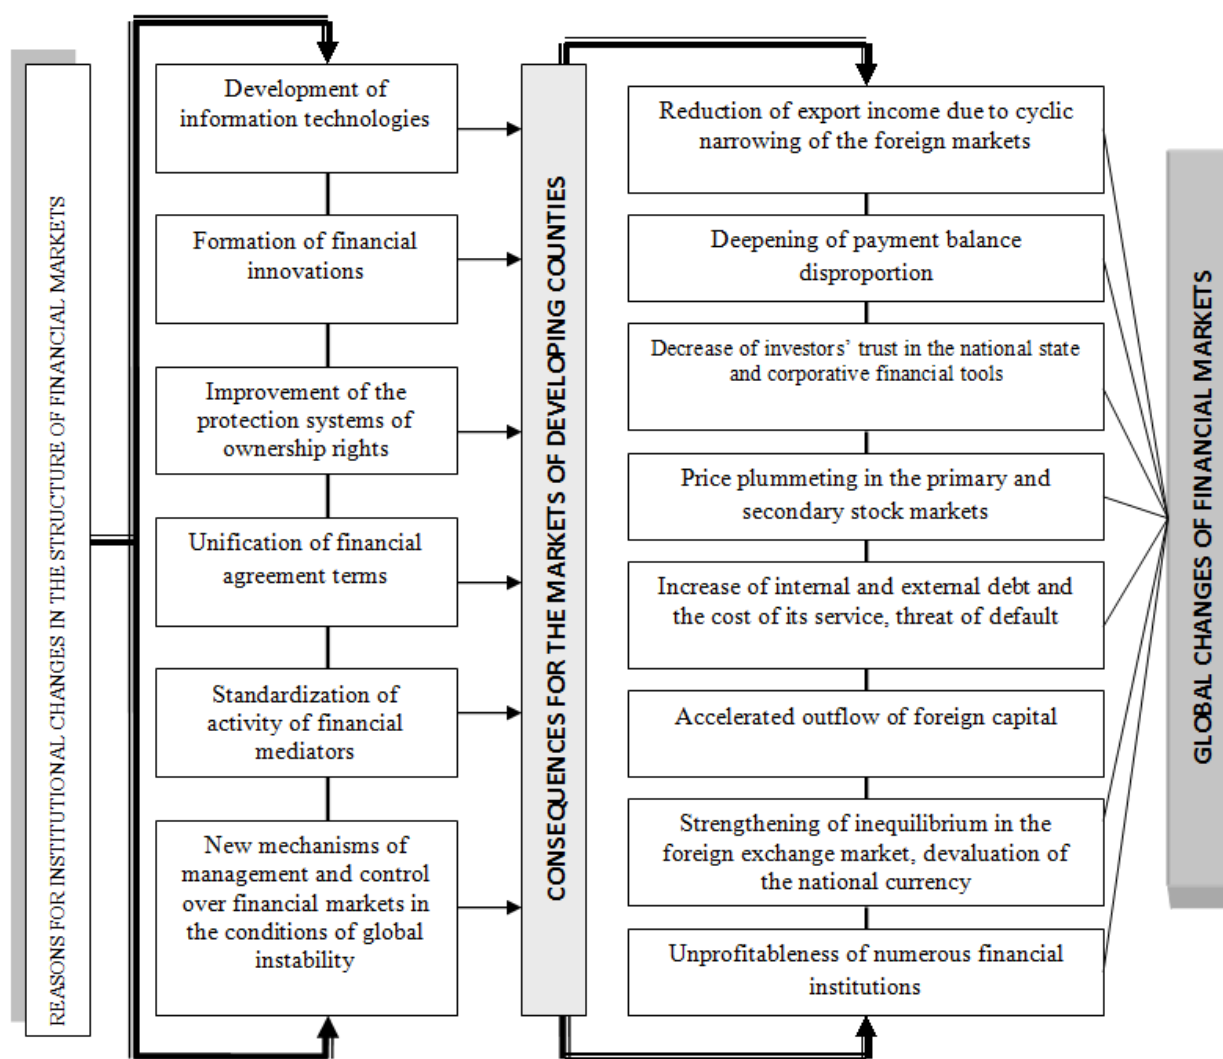 REASONS FOR INSTITUTIONAL CHANGES IN THE STRUCTURE OF FINANCIAL MARKETS
Development of
information technologies
Formation of financial
innovations
Improvement of the
protection systems of
ownership rights
Unification of financial
agreement terms
Standardization of
activity of financial
mediators
New mechanisms of
management and control
over financial markets in
the conditions of global
instability
CONSEQUENCES FOR THE MARKETS OF DEVELOPING COUNTIES
Reduction of export income due to cyclic
narrowing of the foreign markets
Deepening of payment balance
disproportion
Decrease of investors’ trust in the national state
and corporative financial tools
Price plummeting in the primary and
secondary stock markets
Increase of internal and external debt and
the cost of its service, threat of default
Accelerated outflow of foreign capital
Strengthening of inequilibrium in the
foreign exchange market, devaluation of
the national currency
Unprofitableness of numerous financial
institutions
GLOBAL CHANGES OF FINANCIAL MARKETS